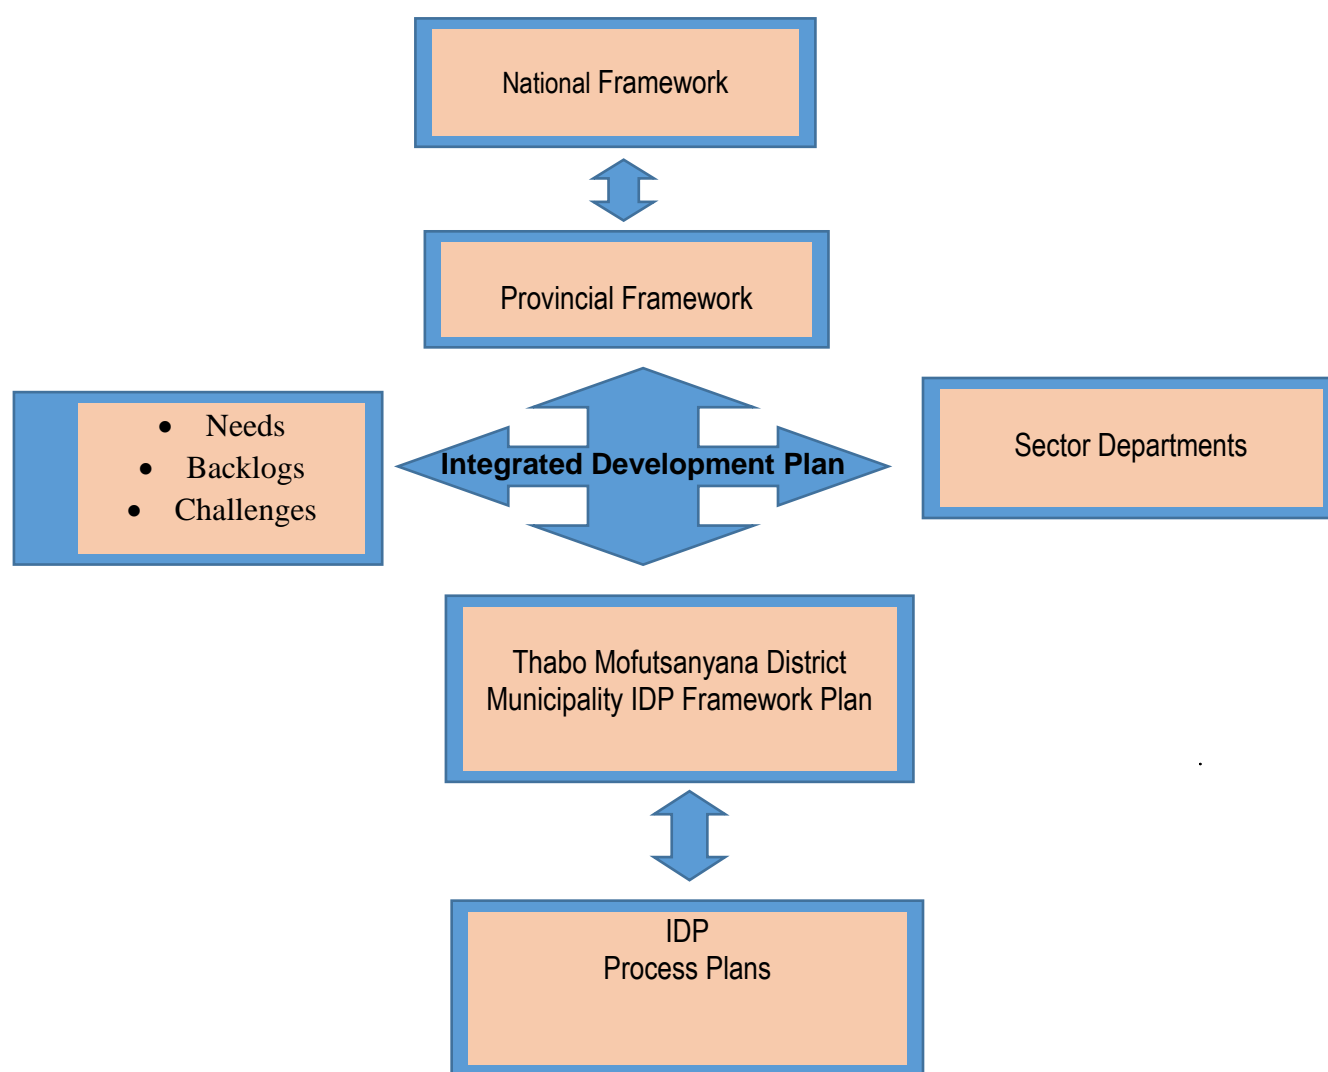 National Framework
Provincial Framework
• Needs
• Backlogs
• Challenges
Integrated Development Plan
Sector Departments
Thabo Mofutsanyana District
Municipality IDP Framework Plan
.
IDP
Process Plans